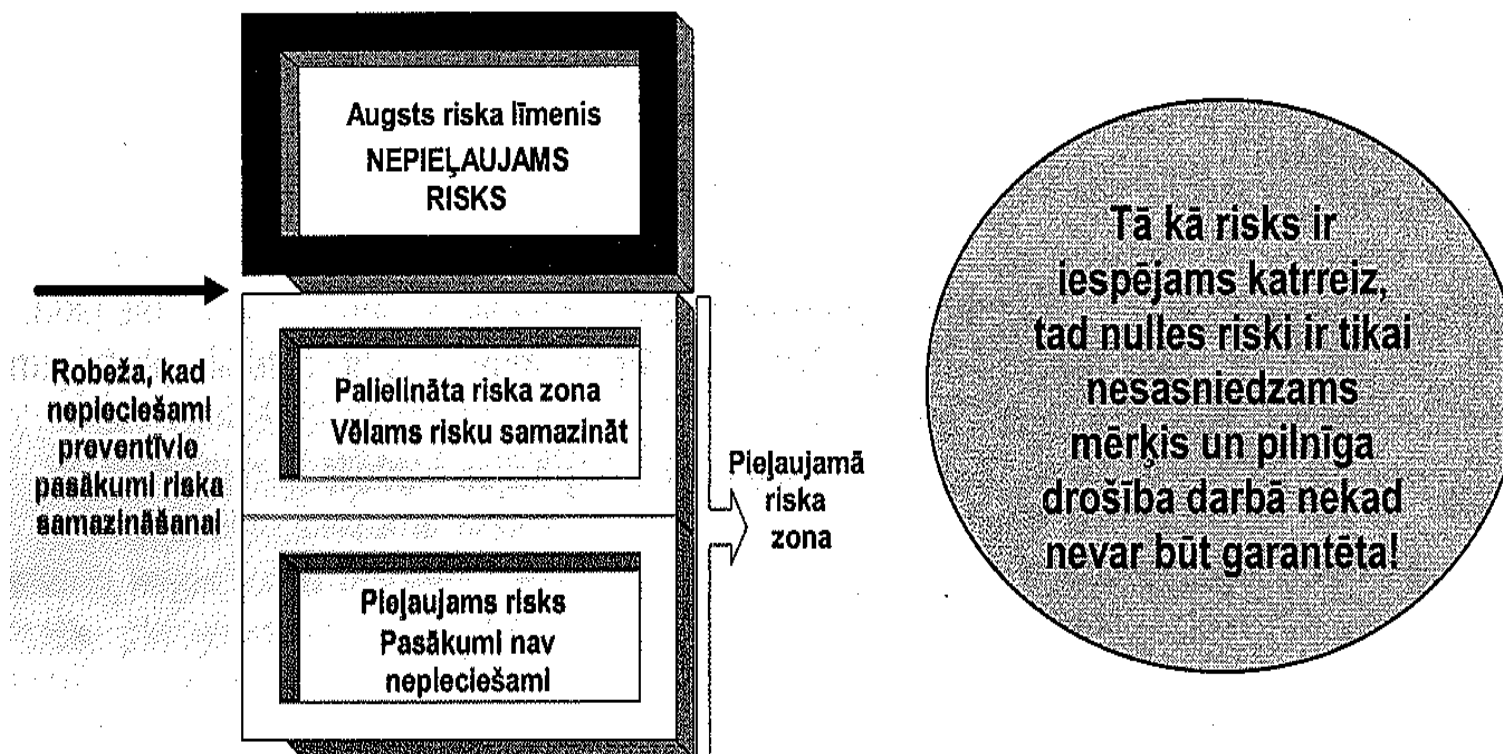 Augsts riska līmenis
NEPIEĻAUJAMS
RISKS
Robeža, kad
nepieciešami
preventīvie
pasākumi riska
samazināšanai
Palielināta riska zona
Vēlams risku samazināt
Pieļaujams risks
Pasākumi nav
nepieciešami
Pieļaujamā
riska
zona
Tā kā risks ir
iespējams katrreiz,
tad nulles riski ir tikai
nesasniedzams
mērķis un pilnīga
drošība darbā nekad
nevar būt garantēta!